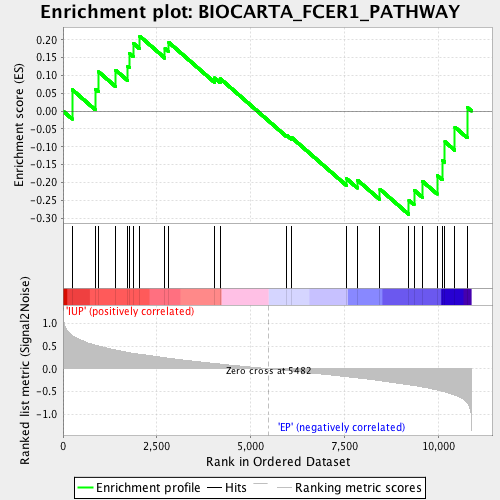 Enrichment plot: BIOCARTA_FCER1_PATHWAY
Enrichment score (ES)
0.20
0.15
0.10
0.05
0.00
-0.05
-0.10
-0.15
-0.20
-0.25
-0.30
Ranked list metric (Signal2Noise)
1.0
0.5
0.0
-0.5
-1.0
'IUP' (positively correlated)
Zero cross at 5482
'EP' (negatively correlated)
0 2,500 5,000 7,500 10,000
Rank in Ordered Dataset
Enrichment profile Hits Ranking metric scores